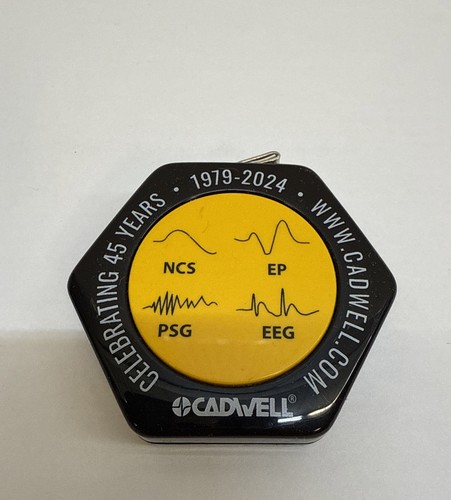 CELEBRATING 45 YEARS • 1979-2024 • WWW.CADWELL.COM
NCS EP
PSG EEG
CADWELL®